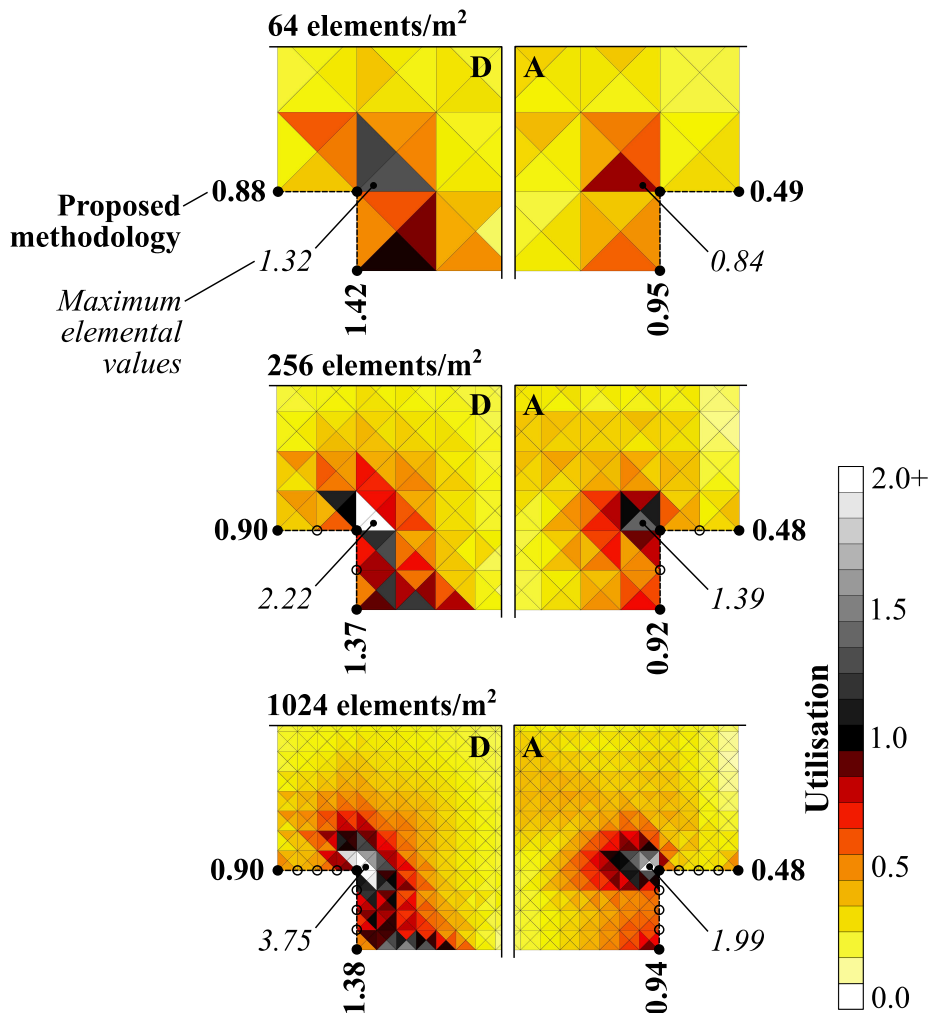 64 elements/m²
D
A
0.88
0.49
Proposed
methodology
1.32
0.84
Maximum
elemental
values
1.42
0.95
256 elements/m²
D
A
0.90
0.48
2.22
1.39
1.37
0.92
1024 elements/m²
D
A
0.90
0.48
3.75
1.99
1.38
0.94
Utilisation
2.0+
1.5
1.0
0.5
0.0